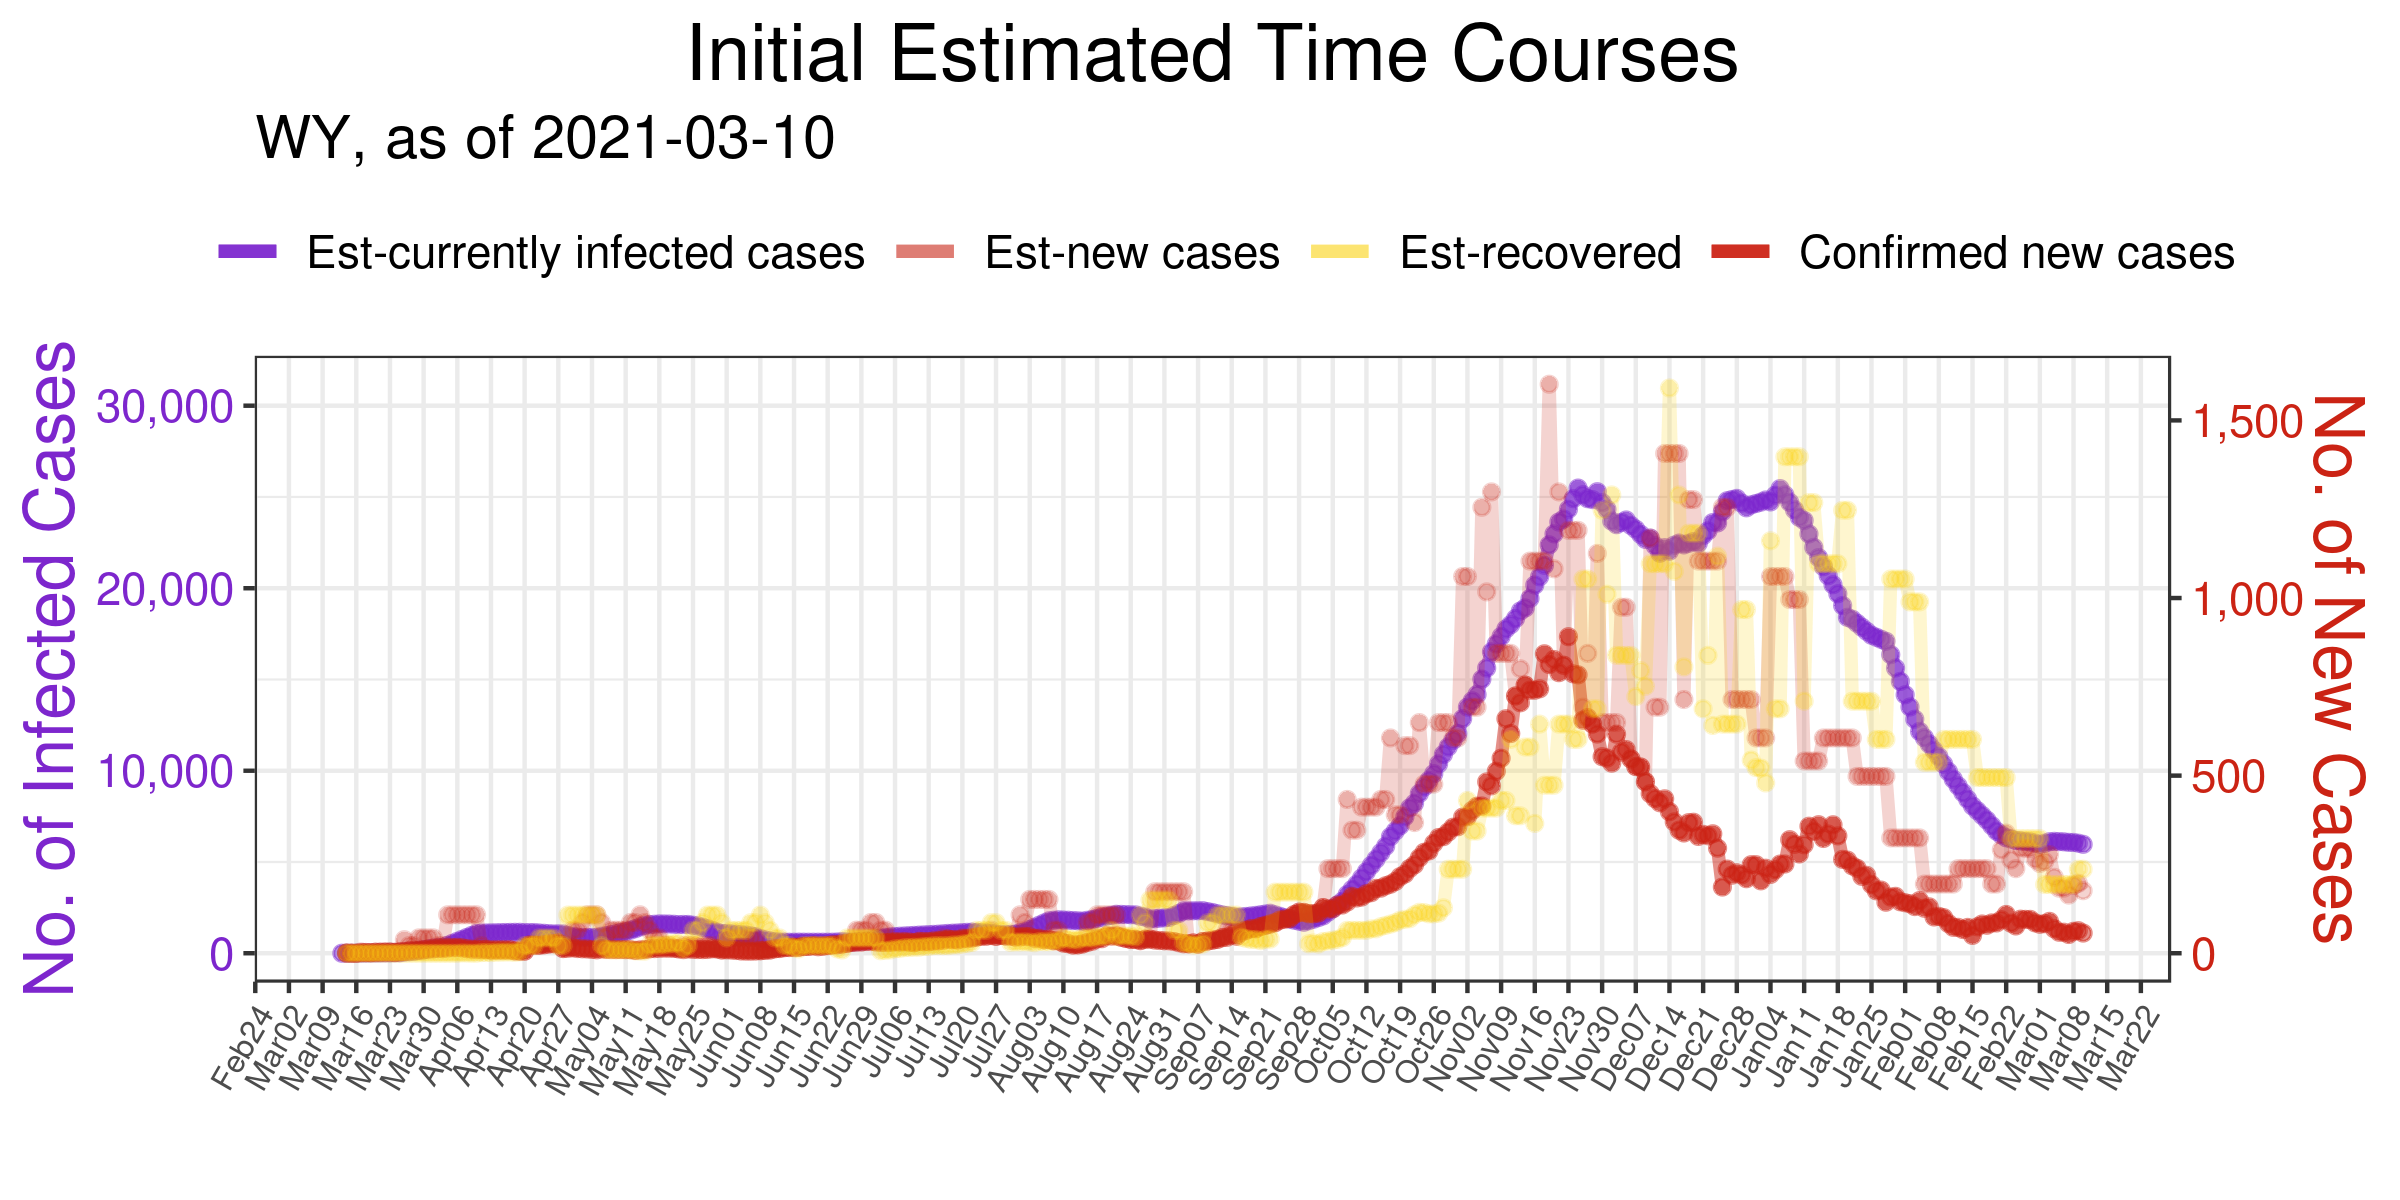 Initial Estimated Time Courses
WY, as of 2021-03-10
Est-currently infected cases
Est-new cases
Est-recovered
Confirmed new cases
No. of Infected Cases
30,000
20,000
10,000
0
1,500
1,000
500
0
No. of New Cases
Feb24
Mar02
Mar09
Mar16
Mar23
Mar30
Apr06
Apr13
Apr20
Apr27
May04
May11
May18
May25
Jun01
Jun08
Jun15
Jun22
Jun29
Jul06
Jul13
Jul20
Jul27
Aug03
Aug10
Aug17
Aug24
Aug31
Sep07
Sep14
Sep21
Sep28
Oct05
Oct12
Oct19
Oct26
Nov02
Nov09
Nov16
Nov23
Nov30
Dec07
Dec14
Dec21
Dec28
Jan04
Jan11
Jan18
Jan25
Feb01
Feb08
Feb15
Feb22
Mar01
Mar08
Mar15
Mar22